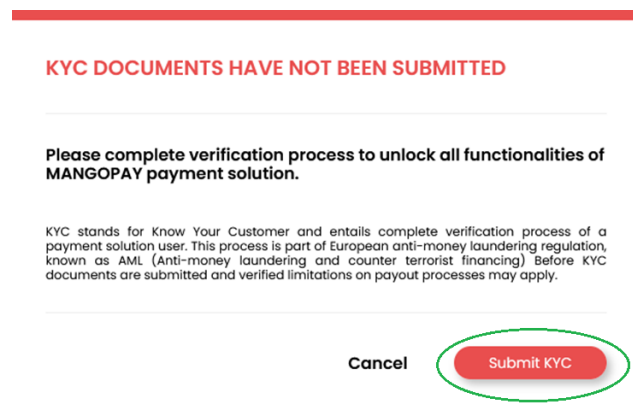 KYC DOCUMENTS HAVE NOT BEEN SUBMITTED
Please complete verification process to unlock all functionalities of
MANGOPAY payment solution.
KYC stands for Know Your Customer and entails complete verification process of a
payment solution user. This process is part of European anti-money laundering regulation,
known as AML (Anti-money laundering and counter terrorist financing) Before KYC
documents are submitted and verified limitations on payout processes may apply.
Cancel
Submit KYC